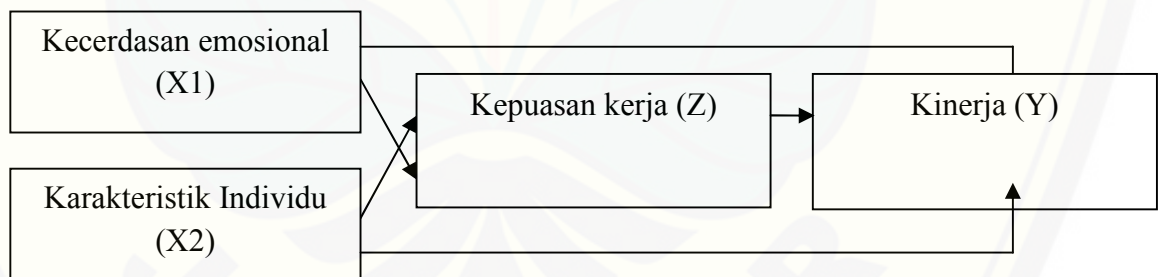 Kecerdasan emosional
(X1)
Kepuasan kerja (Z)
Kinerja (Y)
Karakteristik Individu
(X2)